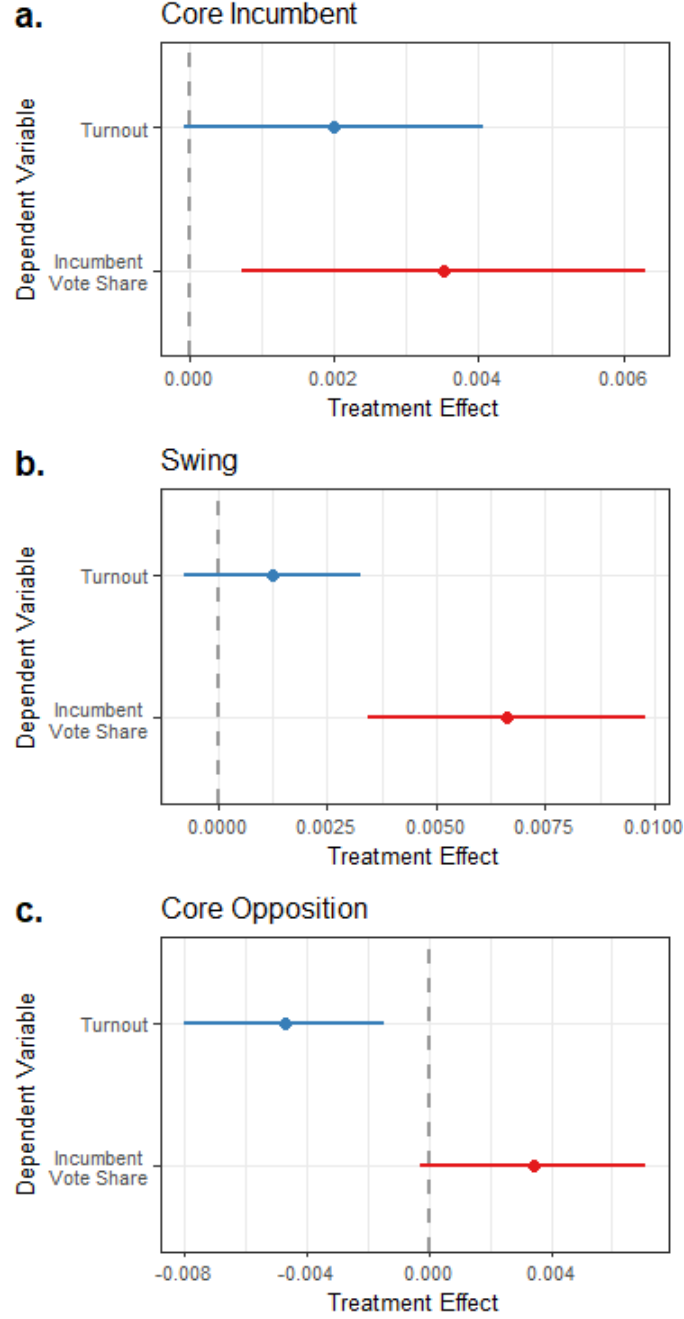 a.
Core Incumbent
Dependent Variable
Turnout
Incumbent
Vote Share
0.000 0.002 0.004 0.006
Treatment Effect
b.
Swing
Dependent Variable
Turnout
Incumbent
Vote Share
0.0000 0.0025 0.0050 0.0075 0.0100
Treatment Effect
c.
Core Opposition
Dependent Variable
Turnout
Incumbent
Vote Share
-0.008 -0.004 0.000 0.004
Treatment Effect